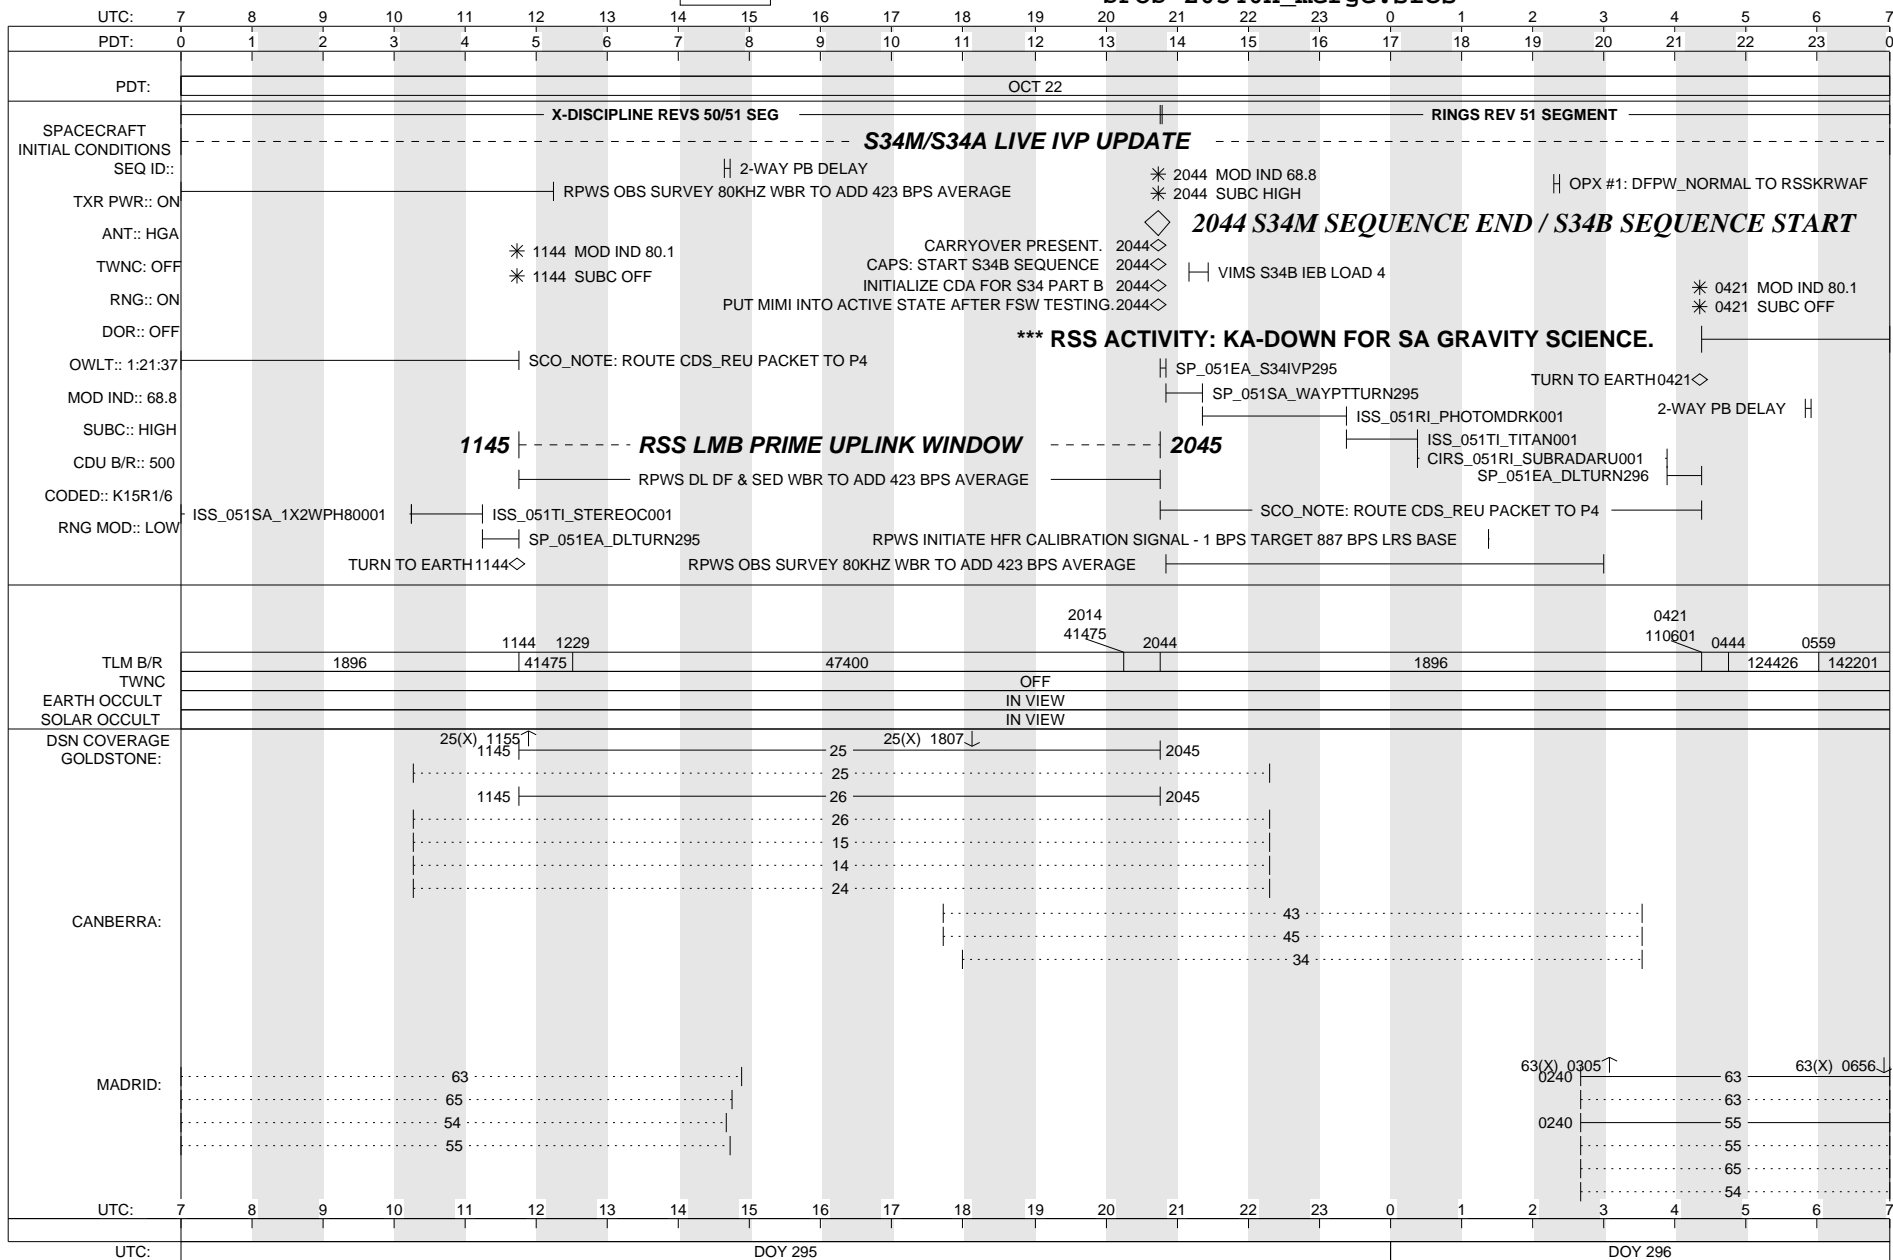 UTC: 7 8 9 10 11 12 13 14 15 16 17 18 19 20 21 22 23 0 1 2 3 4 5 6 7
PDT: 0 1 2 3 4 5 6 7 8 9 10 11 12 13 14 15 16 17 18 19 20 21 22 23 0
PDT: OCT 22
X-DISCIPLINE REVS 50/51 SEG RINGS REV 51 SEGMENT
SPACECRAFT
INITIAL CONDITIONS
S34M/S34A LIVE IVP UPDATE
SEQ ID::
2-WAY PB DELAY
2044 MOD IND 68.8
OPX #1: DFPW_NORMAL TO RSSKRWAF
RPWS OBS SURVEY 80KHZ WBR TO ADD 423 BPS AVERAGE
2044 SUBC HIGH
TXR PWR:: ON
2044 S34M SEQUENCE END / S34B SEQUENCE START
ANT:: HGA
CARRYOVER PRESENT. 2044
1144 MOD IND 80.1
TWNC: OFF
CAPS: START S34B SEQUENCE 2044
VIMS S34B IEB LOAD 4
1144 SUBC OFF
INITIALIZE CDA FOR S34 PART B 2044
0421 MOD IND 80.1
RNG:: ON
PUT MIMI INTO ACTIVE STATE AFTER FSW TESTING. 2044
0421 SUBC OFF
DOR:: OFF
*** RSS ACTIVITY: KA-DOWN FOR SA GRAVITY SCIENCE.
OWLT:: 1:21:37
SCO_NOTE: ROUTE CDS_REU PACKET TO P4
SP_051EA_S34IVP295
TURN TO EARTH 0421
MOD IND:: 68.8
SP_051SA_WAYPTTURN295
2-WAY PB DELAY
ISS_051RI_PHOTOMDRK001
SUBC:: HIGH
1145 RSS LMB PRIME UPLINK WINDOW 2045
ISS_051TI_TITAN001
CDU B/R:: 500
CIRS_051RI_SUBRADARU001
RPWS DL DF & SED WBR TO ADD 423 BPS AVERAGE
SP_051EA_DLTURN296
CODED:: K15R1/6
ISS_051SA_1X2WPH80001
ISS_051TI_STEREOC001
SCO_NOTE: ROUTE CDS_REU PACKET TO P4
RNG MOD:: LOW
SP_051EA_DLTURN295
RPWS INITIATE HFR CALIBRATION SIGNAL - 1 BPS TARGET 887 BPS LRS BASE
TURN TO EARTH 1144
RPWS OBS SURVEY 80KHZ WBR TO ADD 423 BPS AVERAGE
2014 0421
41475 110601
1144 1229 2044 0444 0559
TLM B/R 1896 41475 47400 1896 124426 142201
TWNC OFF
EARTH OCCULT IN VIEW
SOLAR OCCULT IN VIEW
DSN COVERAGE
25(X) 1155 25(X) 1807
GOLDSTONE: 1145 25 2045
25
1145 26 2045
26
15
14
24
CANBERRA: 43
45
34
63(X) 0305 63(X) 0656
MADRID: 63 0240 63
65 63
54 0240 55
55 55
65
54
UTC: 7 8 9 10 11 12 13 14 15 16 17 18 19 20 21 22 23 0 1 2 3 4 5 6 7
UTC: DOY 295 DOY 296